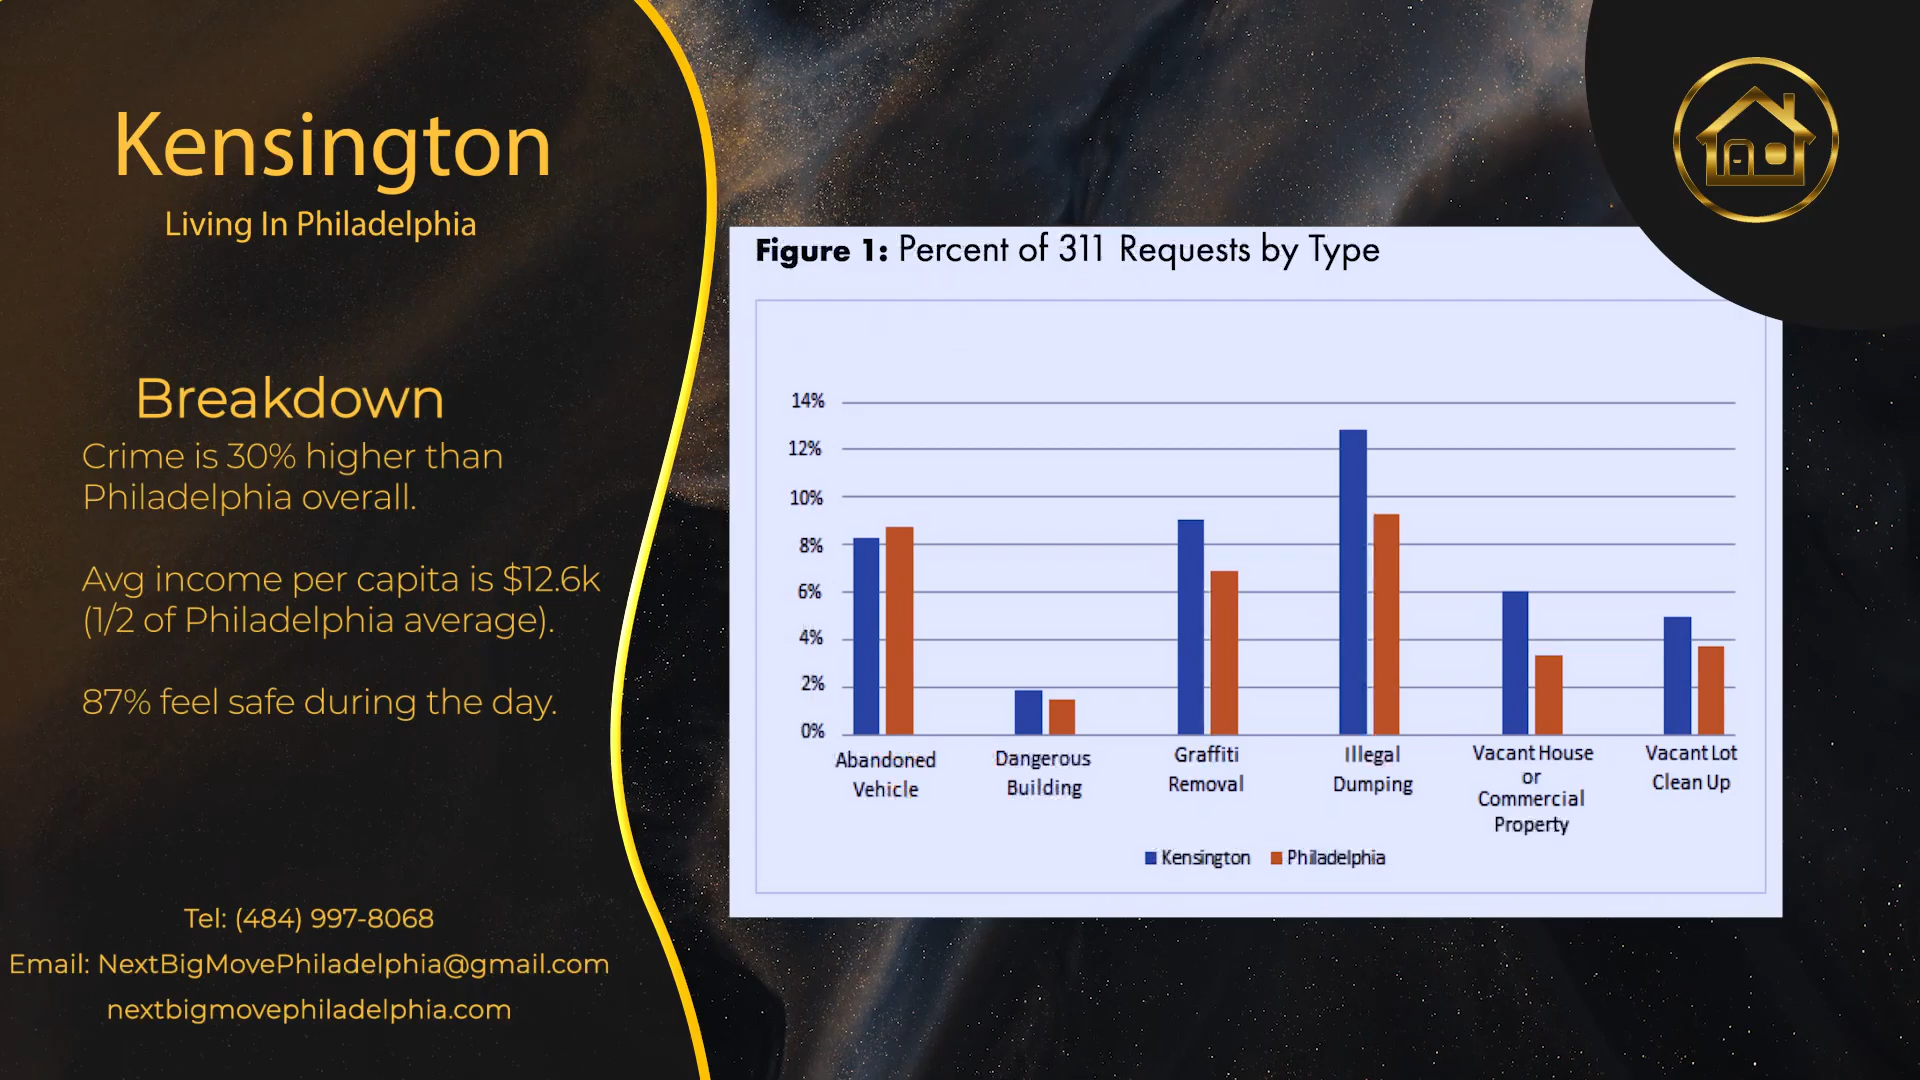 Kensington
Living In Philadelphia
Breakdown
Crime is 30% higher than
Philadelphia overall.
Avg income per capita is $12.6k
(1/2 of Philadelphia average).
87% feel safe during the day.
Tel: (484) 997-8068
Email: NextBigMovePhiladelphia@gmail.com
nextbigmovephiladelphia.com
Figure 1: Percent of 311 Requests by Type
14%
12%
10%
8%
6%
4%
2%
0%
Abandoned
Vehicle
Dangerous
Building
Graffiti
Removal
Illegal
Dumping
Vacant House
or
Commercial
Property
Vacant Lot
Clean Up
Kensington Philadelphia